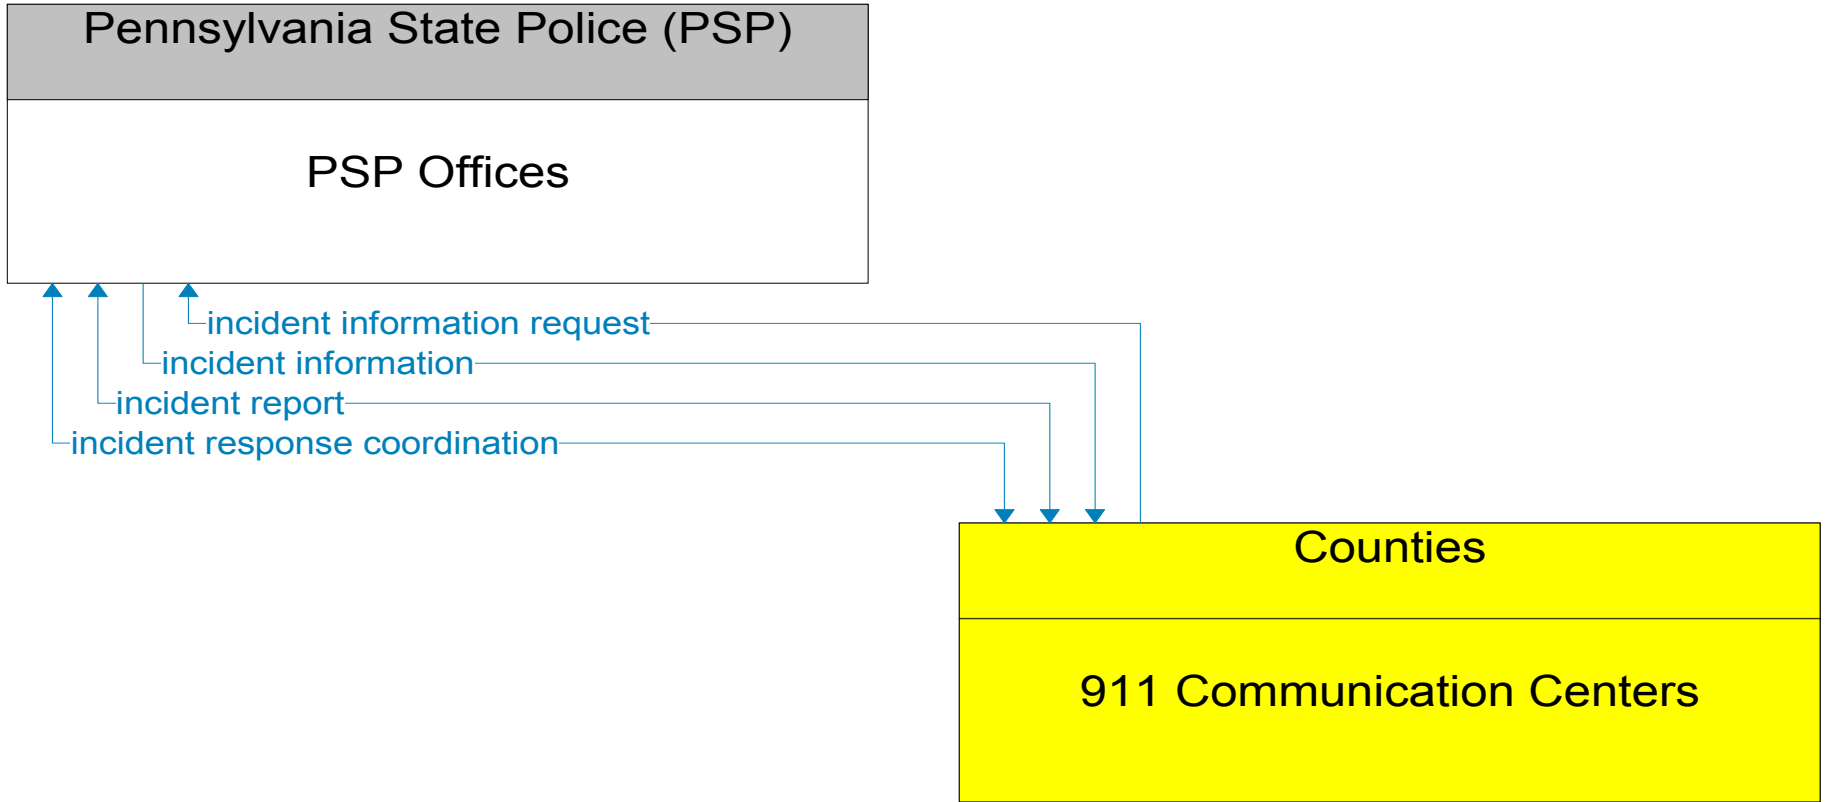 Pennsylvania State Police (PSP)
PSP Offices
incident information request
incident information
incident report
incident response coordination
Counties
911 Communication Centers